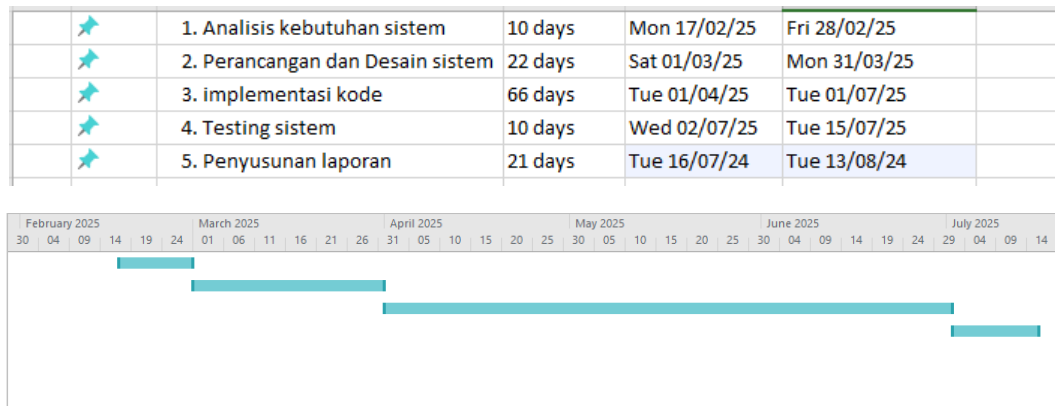 1. Analisis kebutuhan sistem 10 days Mon 17/02/25 Fri 28/02/25
2. Perancangan dan Desain sistem 22 days Sat 01/03/25 Mon 31/03/25
3. implementasi kode 66 days Tue 01/04/25 Tue 01/07/25
4. Testing sistem 10 days Wed 02/07/25 Tue 15/07/25
5. Penyusunan laporan 21 days Tue 16/07/24 Tue 13/08/24
February 2025 March 2025 April 2025 May 2025 June 2025 July 2025
30 04 09 14 19 24 01 06 11 16 21 26 31 05 10 15 20 25 30 05 10 15 20 25 30 04 09 14 19 24 29 04 09 14